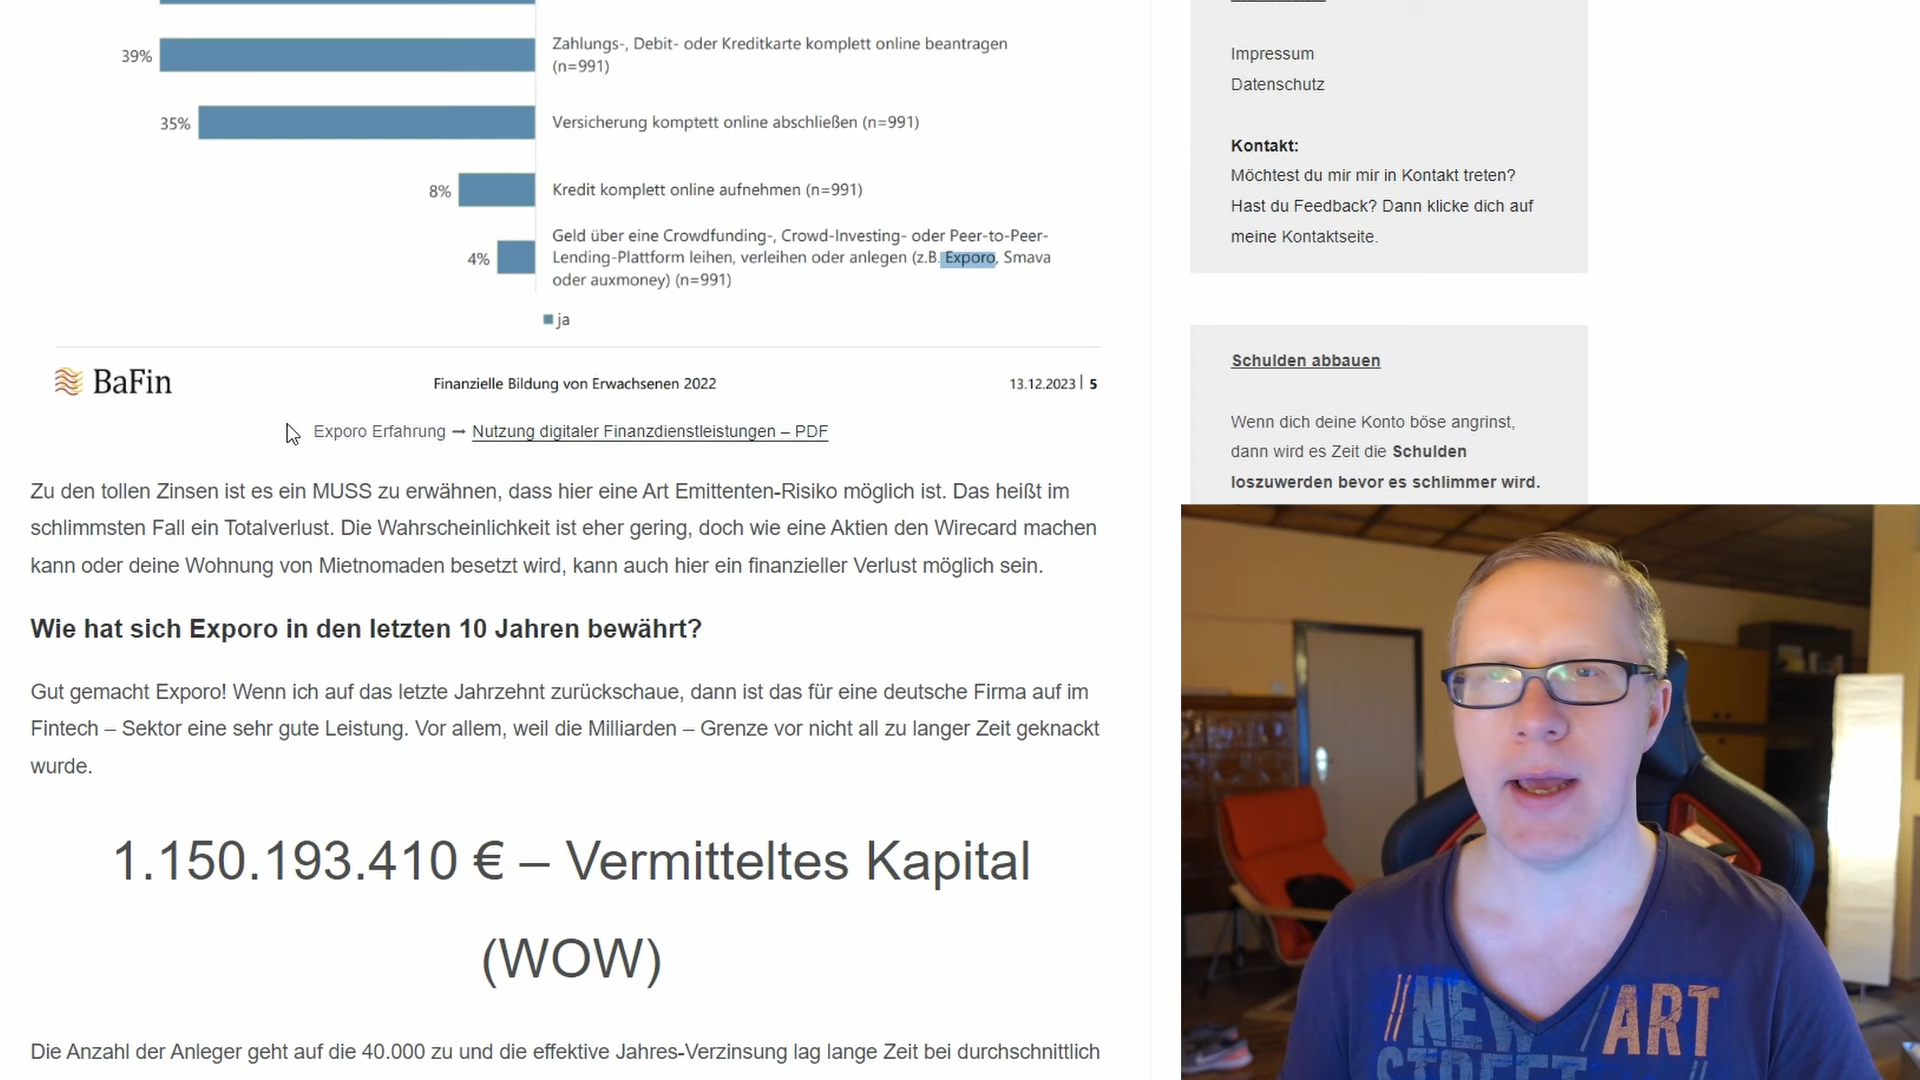 39%
Zahlungs-, Debit- oder Kreditkarte komplett online beantragen
(n=991)
35%
Versicherung komptett online abschließen (n=991)
8%
Kredit komplett online aufnehmen (n=991)
4%
Geld über eine Crowdfunding-, Crowd-Investing- oder Peer-to-Peer-
Lending-Plattform leihen, verleihen oder anlegen (z.B. Exporo, Smava
oder auxmoney) (n=991)
ja
BaFin
Finanzielle Bildung von Erwachsenen 2022
13.12.2023 | 5
Exporo Erfahrung → Nutzung digitaler Finanzdienstleistungen – PDF
Zu den tollen Zinsen ist es ein MUSS zu erwähnen, dass hier eine Art Emittenten-Risiko möglich ist. Das heißt im
schlimmsten Fall ein Totalverlust. Die Wahrscheinlichkeit ist eher gering, doch wie eine Aktien den Wirecard machen
kann oder deine Wohnung von Mietnomaden besetzt wird, kann auch hier ein finanzieller Verlust möglich sein.
Wie hat sich Exporo in den letzten 10 Jahren bewährt?
Gut gemacht Exporo! Wenn ich auf das letzte Jahrzehnt zurückschaue, dann ist das für eine deutsche Firma auf im
Fintech – Sektor eine sehr gute Leistung. Vor allem, weil die Milliarden – Grenze vor nicht all zu langer Zeit geknackt
wurde.
1.150.193.410 € – Vermitteltes Kapital
(WOW)
Die Anzahl der Anleger geht auf die 40.000 zu und die effektive Jahres-Verzinsung lag lange Zeit bei durchschnittlich
Impressum
Datenschutz
Kontakt:
Möchtest du mir mir in Kontakt treten?
Hast du Feedback? Dann klicke dich auf
meine Kontaktseite.
Schulden abbauen
Wenn dich deine Konto böse angrinst,
dann wird es Zeit die Schulden
loszuwerden bevor es schlimmer wird.
//NEW/ART
STREET